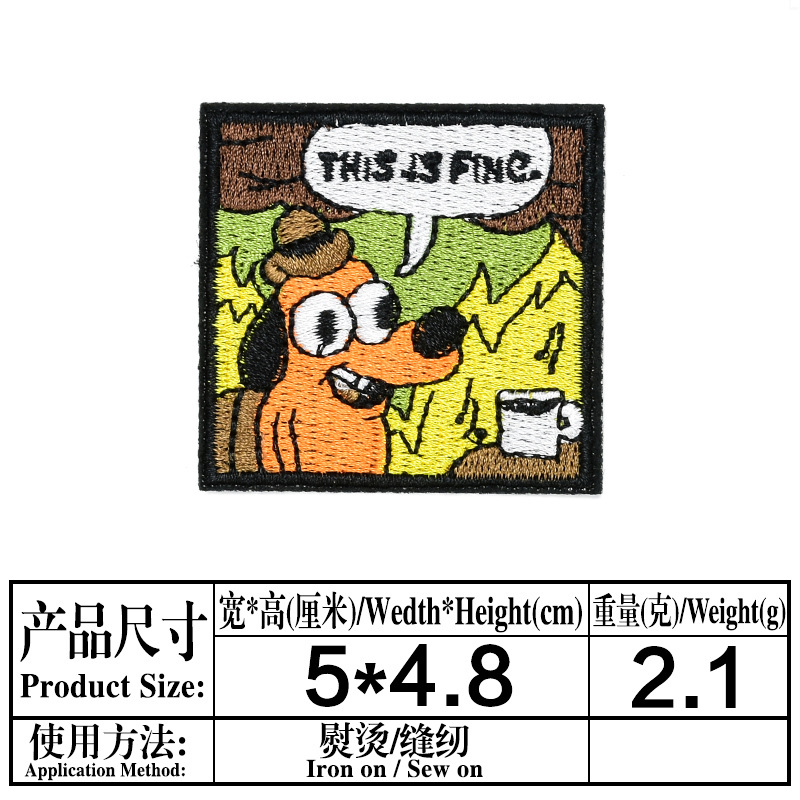 THIS IS FINE.
产品尺寸
Product Size:
宽*高(厘米)/Wedth*Height(cm)
重量(克)/Weight(g)
5*4.8
2.1
使用方法:
Application Method:
熨烫/缝纫
Iron on / Sew on